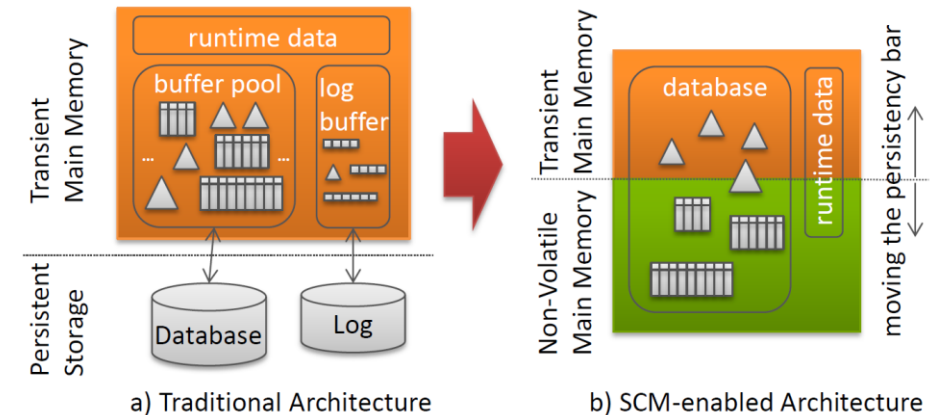 Transient
Main Memory
runtime data
buffer pool
log
buffer
...
...
Persistent
Storage
Database
Log
a) Traditional Architecture
Transient
Main Memory
database
runtime data
Non-Volatile
Main Memory
moving the persistency bar
b) SCM-enabled Architecture